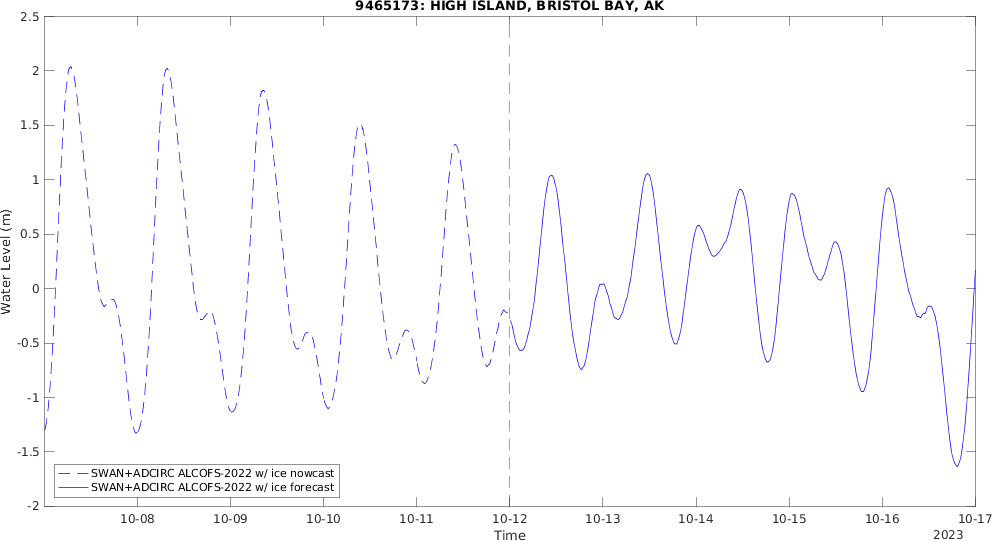 9465173: HIGH ISLAND, BRISTOL BAY, AK
Water Level (m)
2.5
2
1.5
1
0.5
0
-0.5
-1
-1.5
-2
SWAN+ADCIRC ALCOFS-2022 w/ ice nowcast
SWAN+ADCIRC ALCOFS-2022 w/ ice forecast
10-08 10-09 10-10 10-11 10-12 10-13 10-14 10-15 10-16 10-17
Time
2023